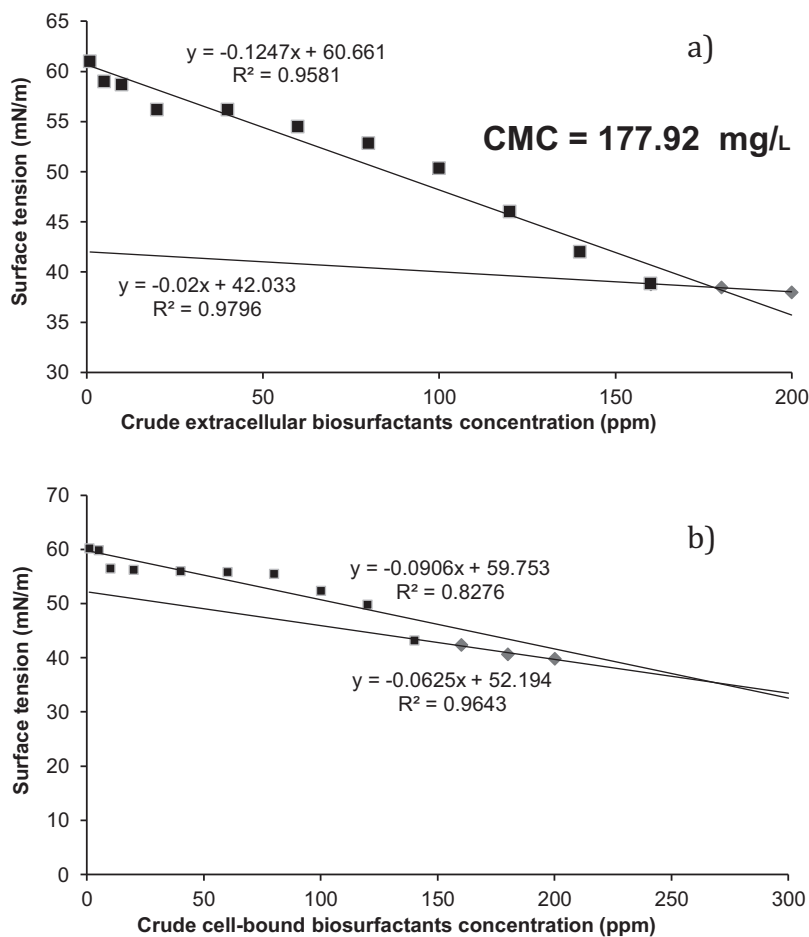 65
60
55
50
45
40
35
30
0
50
100
150
200
Surface tension (mN/m)
y = -0.1247x + 60.661
R² = 0.9581
a)
CMC = 177.92 mg/L
y = -0.02x + 42.033
R² = 0.9796
Crude extracellular biosurfactants concentration (ppm)
70
60
50
40
30
20
10
0
0
50
100
150
200
250
300
Surface tension (mN/m)
b)
y = -0.0906x + 59.753
R² = 0.8276
y = -0.0625x + 52.194
R² = 0.9643
Crude cell-bound biosurfactants concentration (ppm)